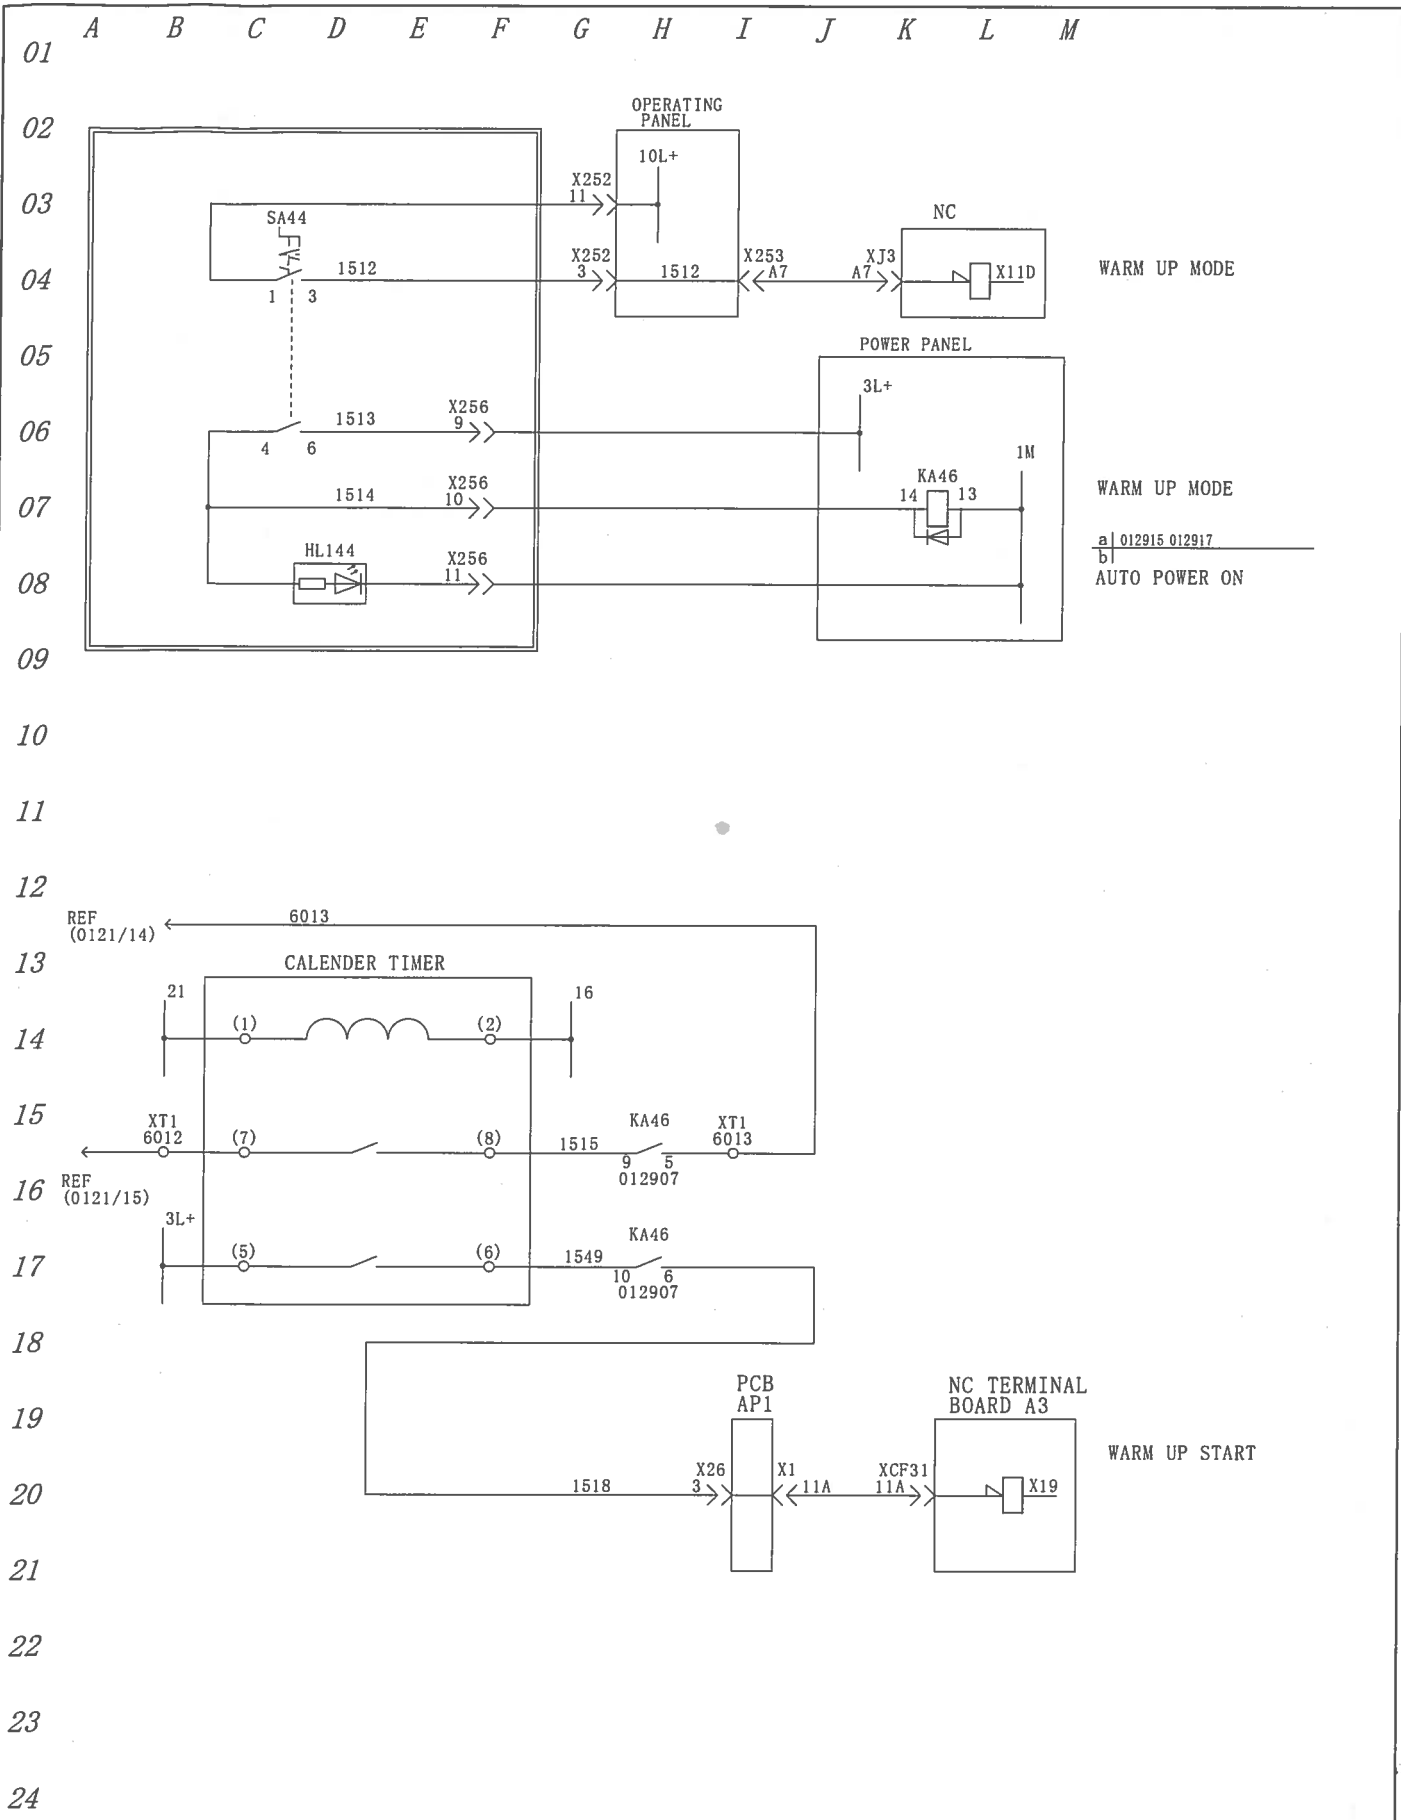 A B C D E F G H I J K L M
01
OPERATING
PANEL
02
10L+
X252
11
03
SA44
NC
X252
3
1512
1512
X253
A7
XJ3
A7
X11D
WARM UP MODE
04
1 3
05
POWER PANEL
3L+
1513
X256
9
06
4 6
1M
X256
10
1514
KA46
14 13
WARM UP MODE
07
a 012915 012917
b
HL144
X256
11
AUTO POWER ON
08
09
10
11
12
REF
(0121/14)
6013
13
CALENDER TIMER
21
16
14
(1) (2)
15
XT1
6012
(7) (8)
1515
KA46
9 5
012907
XT1
6013
16
REF
(0121/15)
3L+
KA46
17
(5) (6)
1549
10 6
012907
18
PCB
AP1
NC TERMINAL
BOARD A3
19
WARM UP START
X26
3
X1
11A
XCF31
11A
X19
20
1518
21
22
23
24